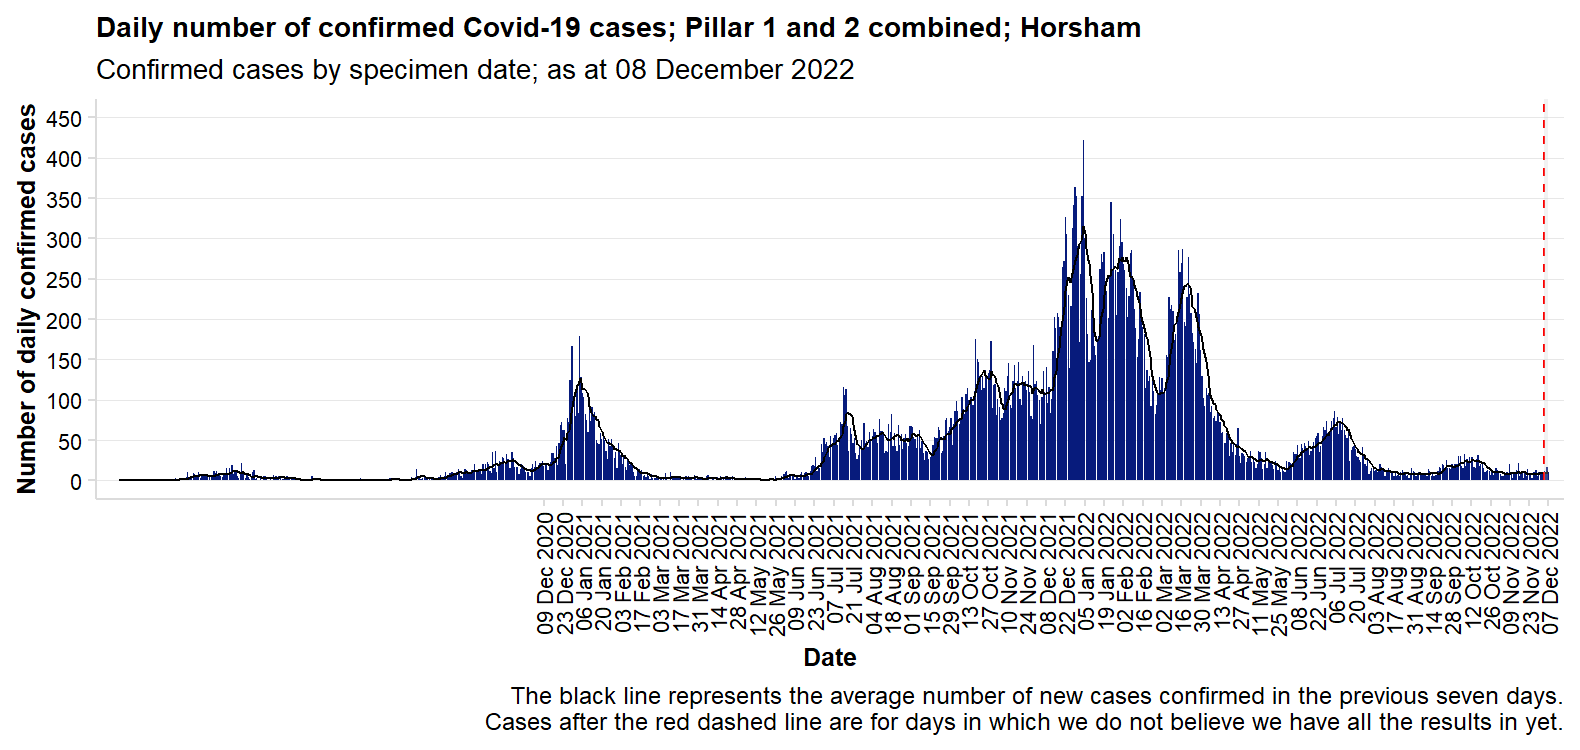 Daily number of confirmed Covid-19 cases; Pillar 1 and 2 combined; Horsham
Confirmed cases by specimen date; as at 08 December 2022
Number of daily confirmed cases
450
400
350
300
250
200
150
100
50
0
09 Dec 2020
23 Dec 2020
06 Jan 2021
20 Jan 2021
03 Feb 2021
17 Feb 2021
03 Mar 2021
17 Mar 2021
31 Mar 2021
14 Apr 2021
28 Apr 2021
12 May 2021
26 May 2021
09 Jun 2021
23 Jun 2021
07 Jul 2021
21 Jul 2021
04 Aug 2021
18 Aug 2021
01 Sep 2021
15 Sep 2021
29 Sep 2021
13 Oct 2021
27 Oct 2021
10 Nov 2021
24 Nov 2021
08 Dec 2021
22 Dec 2021
05 Jan 2022
19 Jan 2022
02 Feb 2022
16 Feb 2022
02 Mar 2022
16 Mar 2022
30 Mar 2022
13 Apr 2022
27 Apr 2022
11 May 2022
25 May 2022
08 Jun 2022
22 Jun 2022
06 Jul 2022
20 Jul 2022
03 Aug 2022
17 Aug 2022
31 Aug 2022
14 Sep 2022
28 Sep 2022
12 Oct 2022
26 Oct 2022
09 Nov 2022
23 Nov 2022
07 Dec 2022
Date
The black line represents the average number of new cases confirmed in the previous seven days.
Cases after the red dashed line are for days in which we do not believe we have all the results in yet.